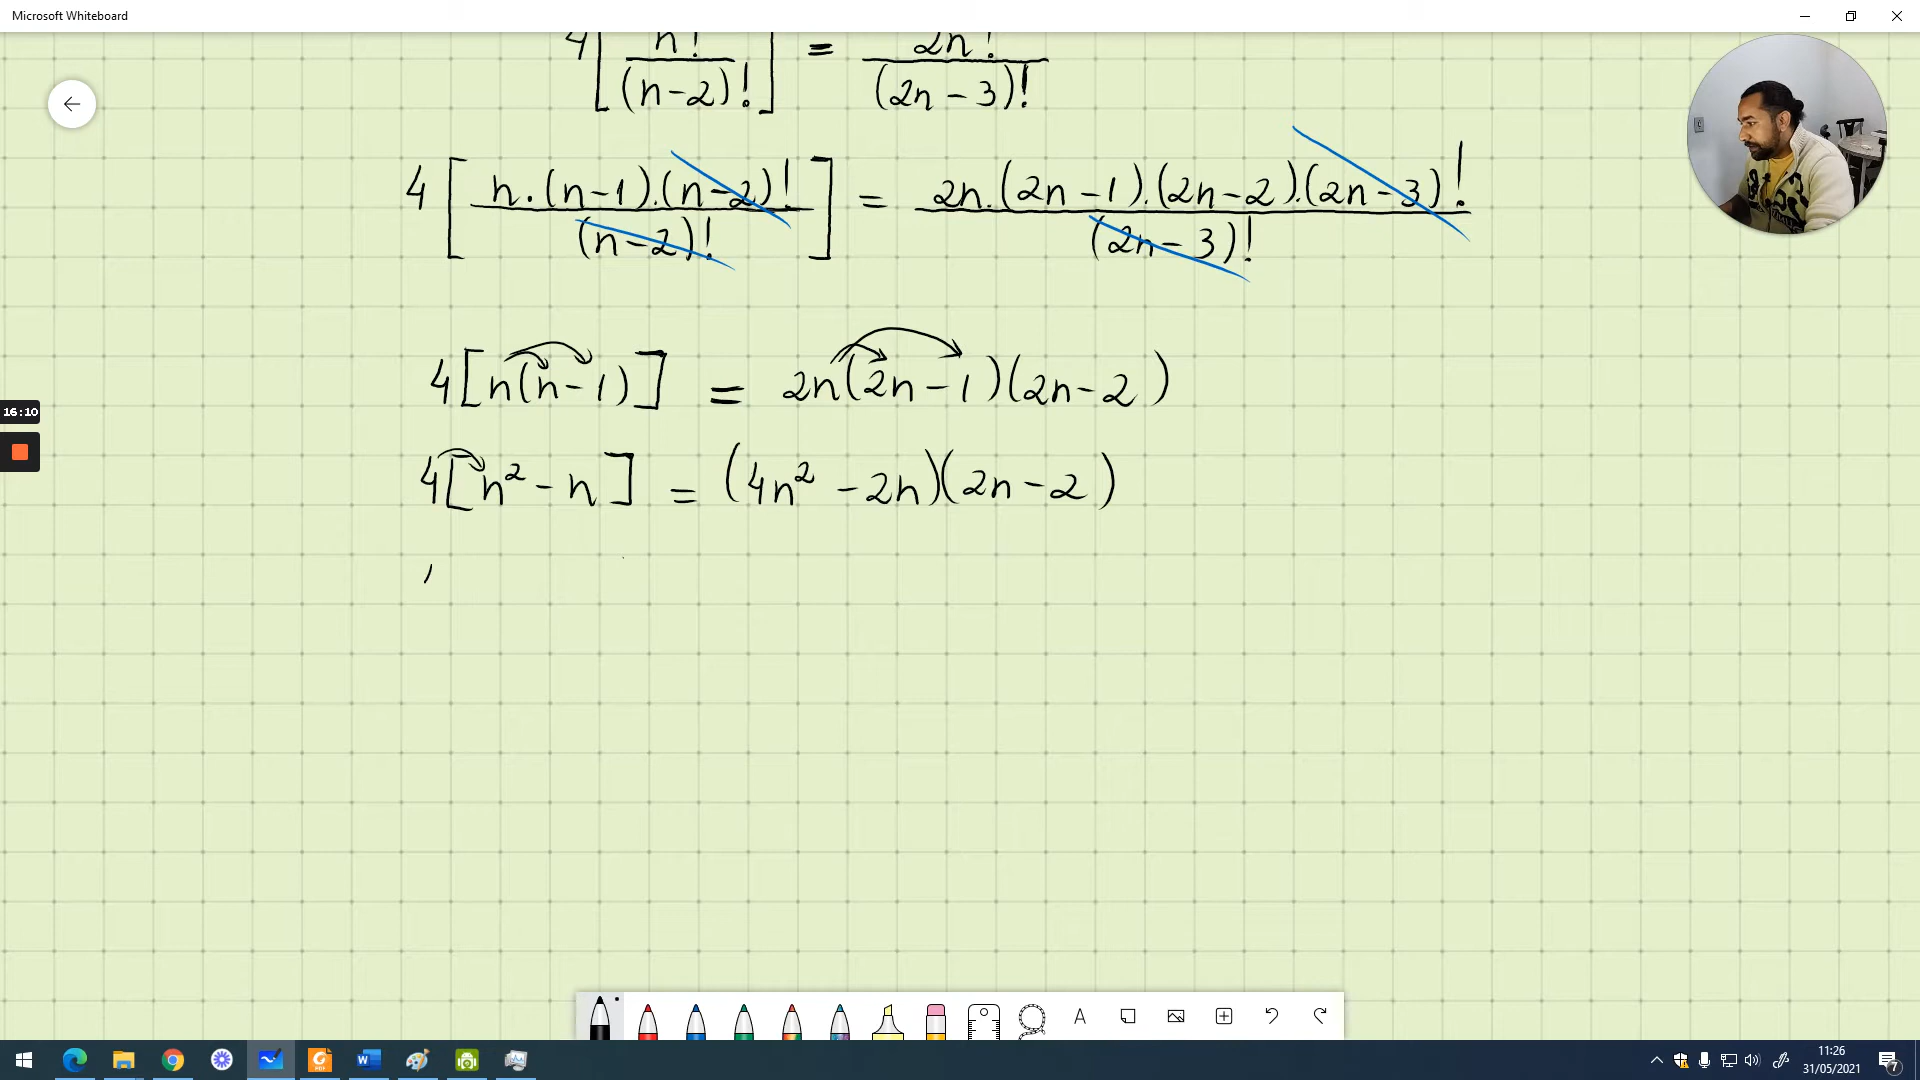 Microsoft Whiteboard
4[n!/(n-2)!] = 2n!/(2n-3)!
4[n.(n-1).(n-2)!/(n-2)!] = 2n.(2n-1).(2n-2).(2n-3)!/(2n-3)!
4[n(n-1)] = 2n(2n-1)(2n-2)
16:10
4[n²-n] = (4n²-2n)(2n-2)
A
PDF
W
11:26
31/05/2021
7